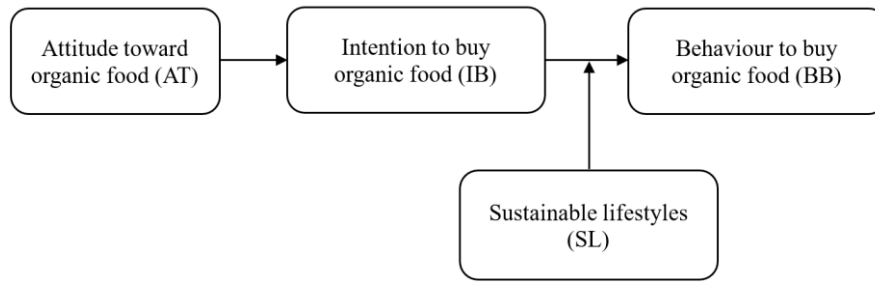 Attitude toward
organic food (AT)
Intention to buy
organic food (IB)
Behaviour to buy
organic food (BB)
Sustainable lifestyles
(SL)